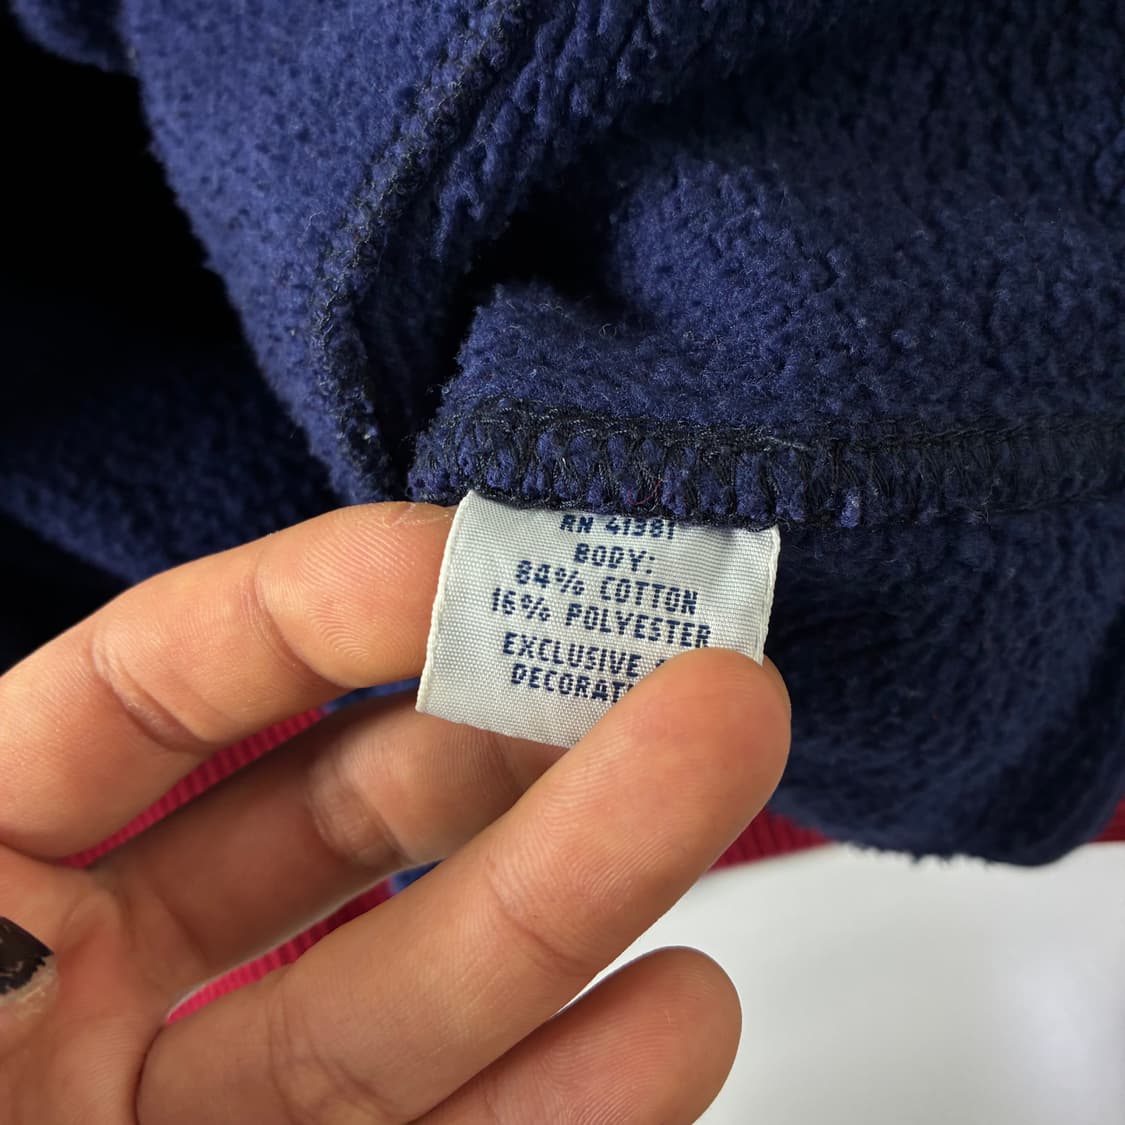 RN 41381
BODY:
84% COTTON
16% POLYESTER
EXCLUSIVE